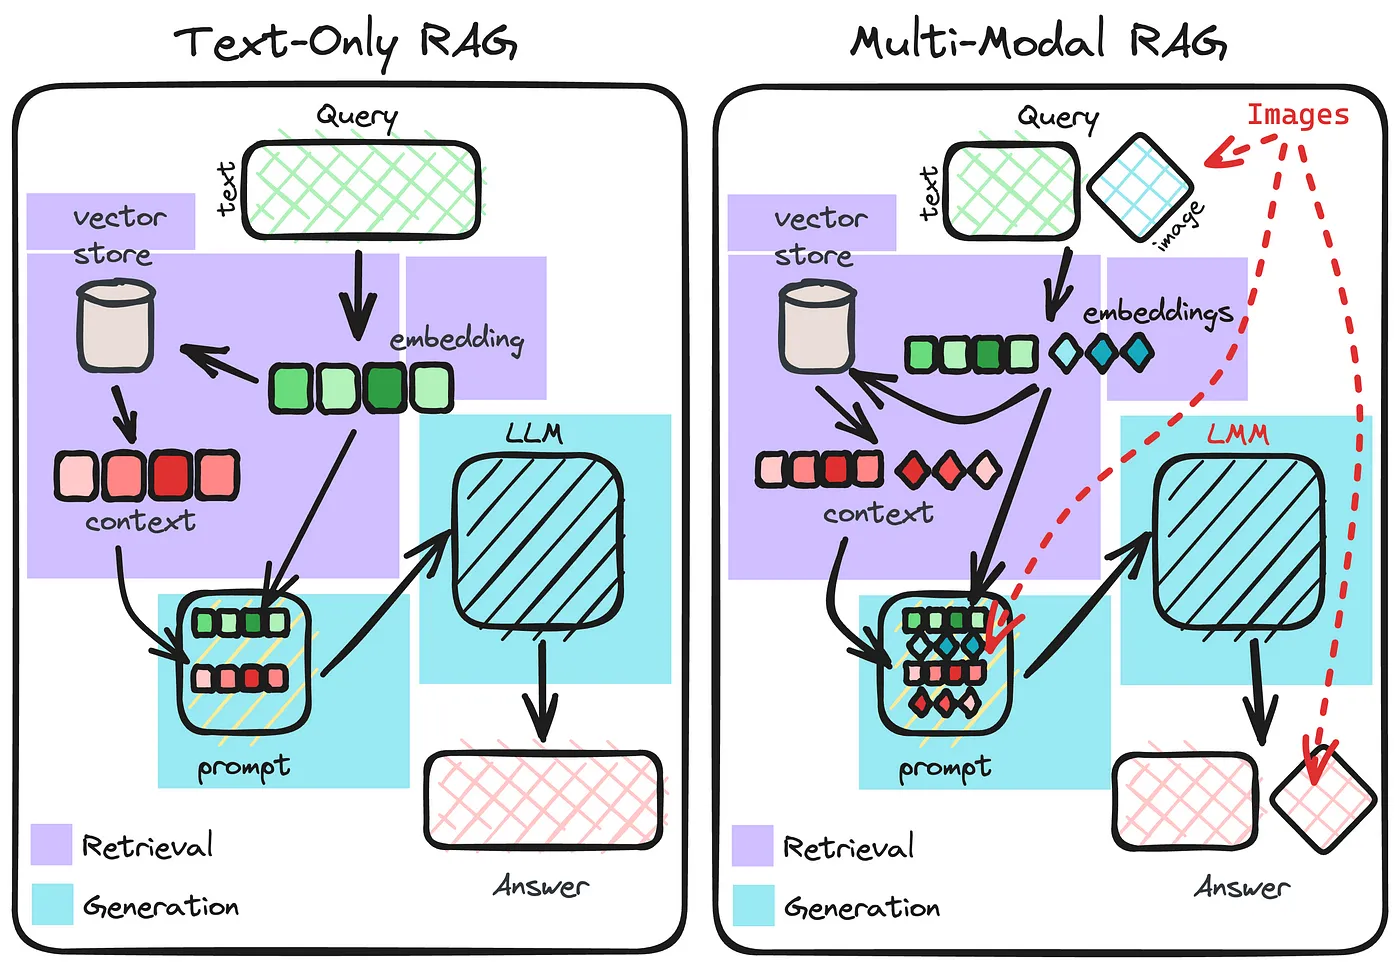 Text-Only RAG
Query
text
vector
store
embedding
context
LLM
prompt
Answer
Retrieval
Generation
Multi-Modal RAG
Images
Query
text
image
vector
store
embeddings
context
LMM
prompt
Answer
Retrieval
Generation